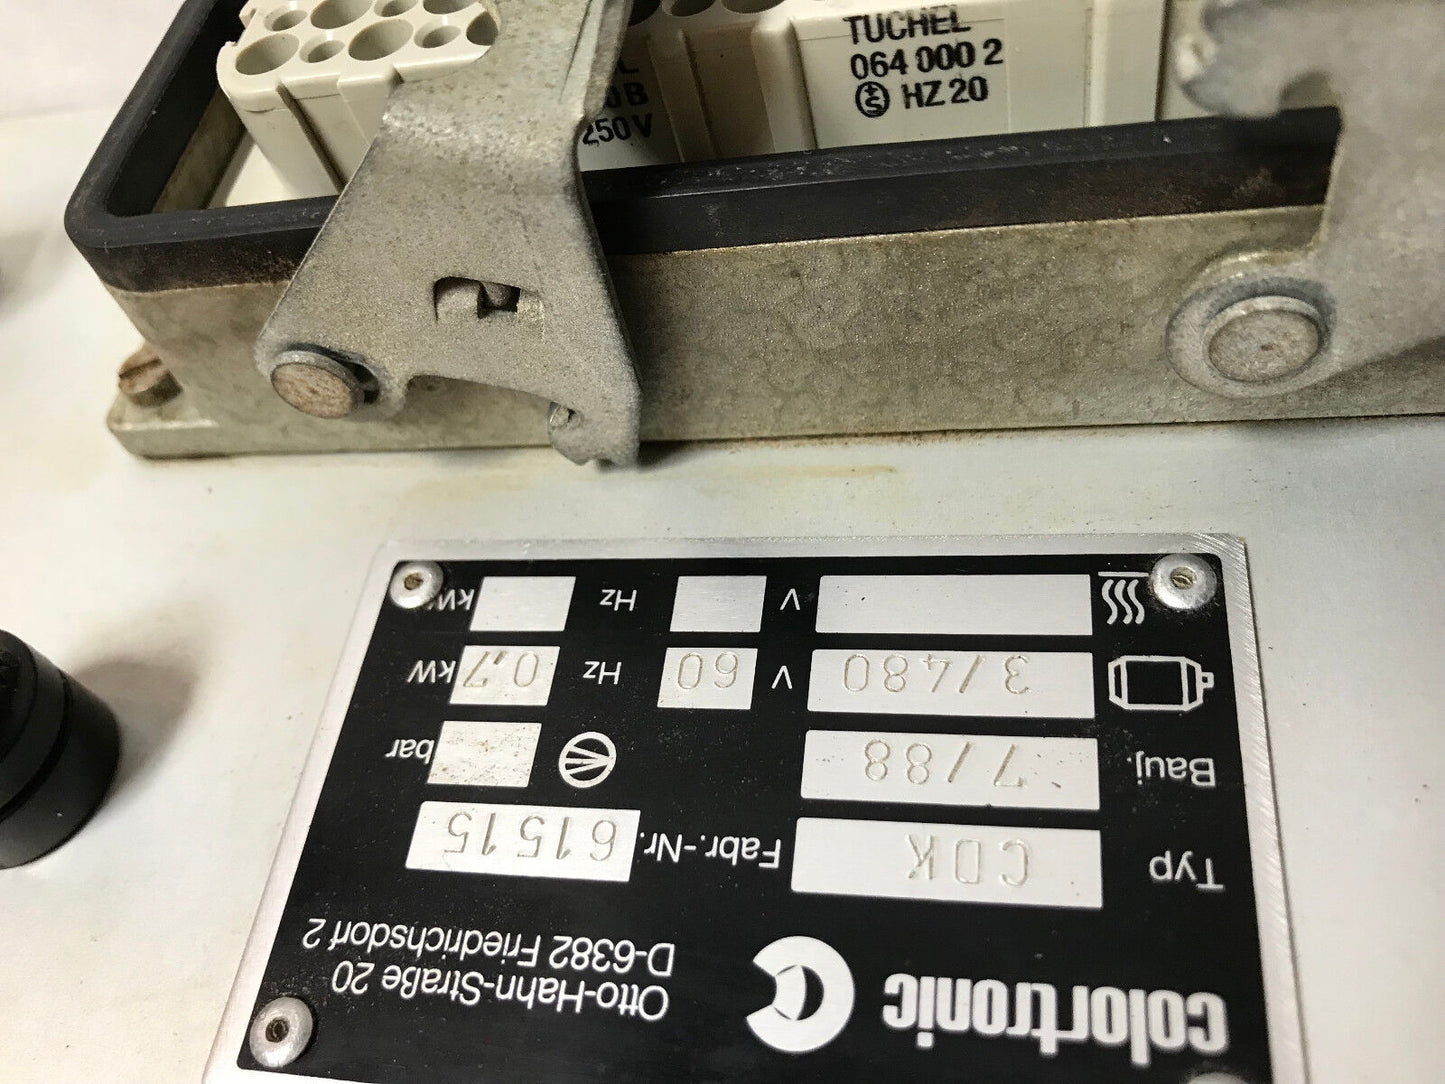 TUCHEL
064 000 2
HZ 20
250V
colortronic
Otto-Hahn-Straße 20
D-6382 Friedrichsdorf 2
Typ CDK Fabr.-Nr. 61515
Bauj. 7/88 bar
3/480 V 60 Hz 0.7 kW
V Hz kW